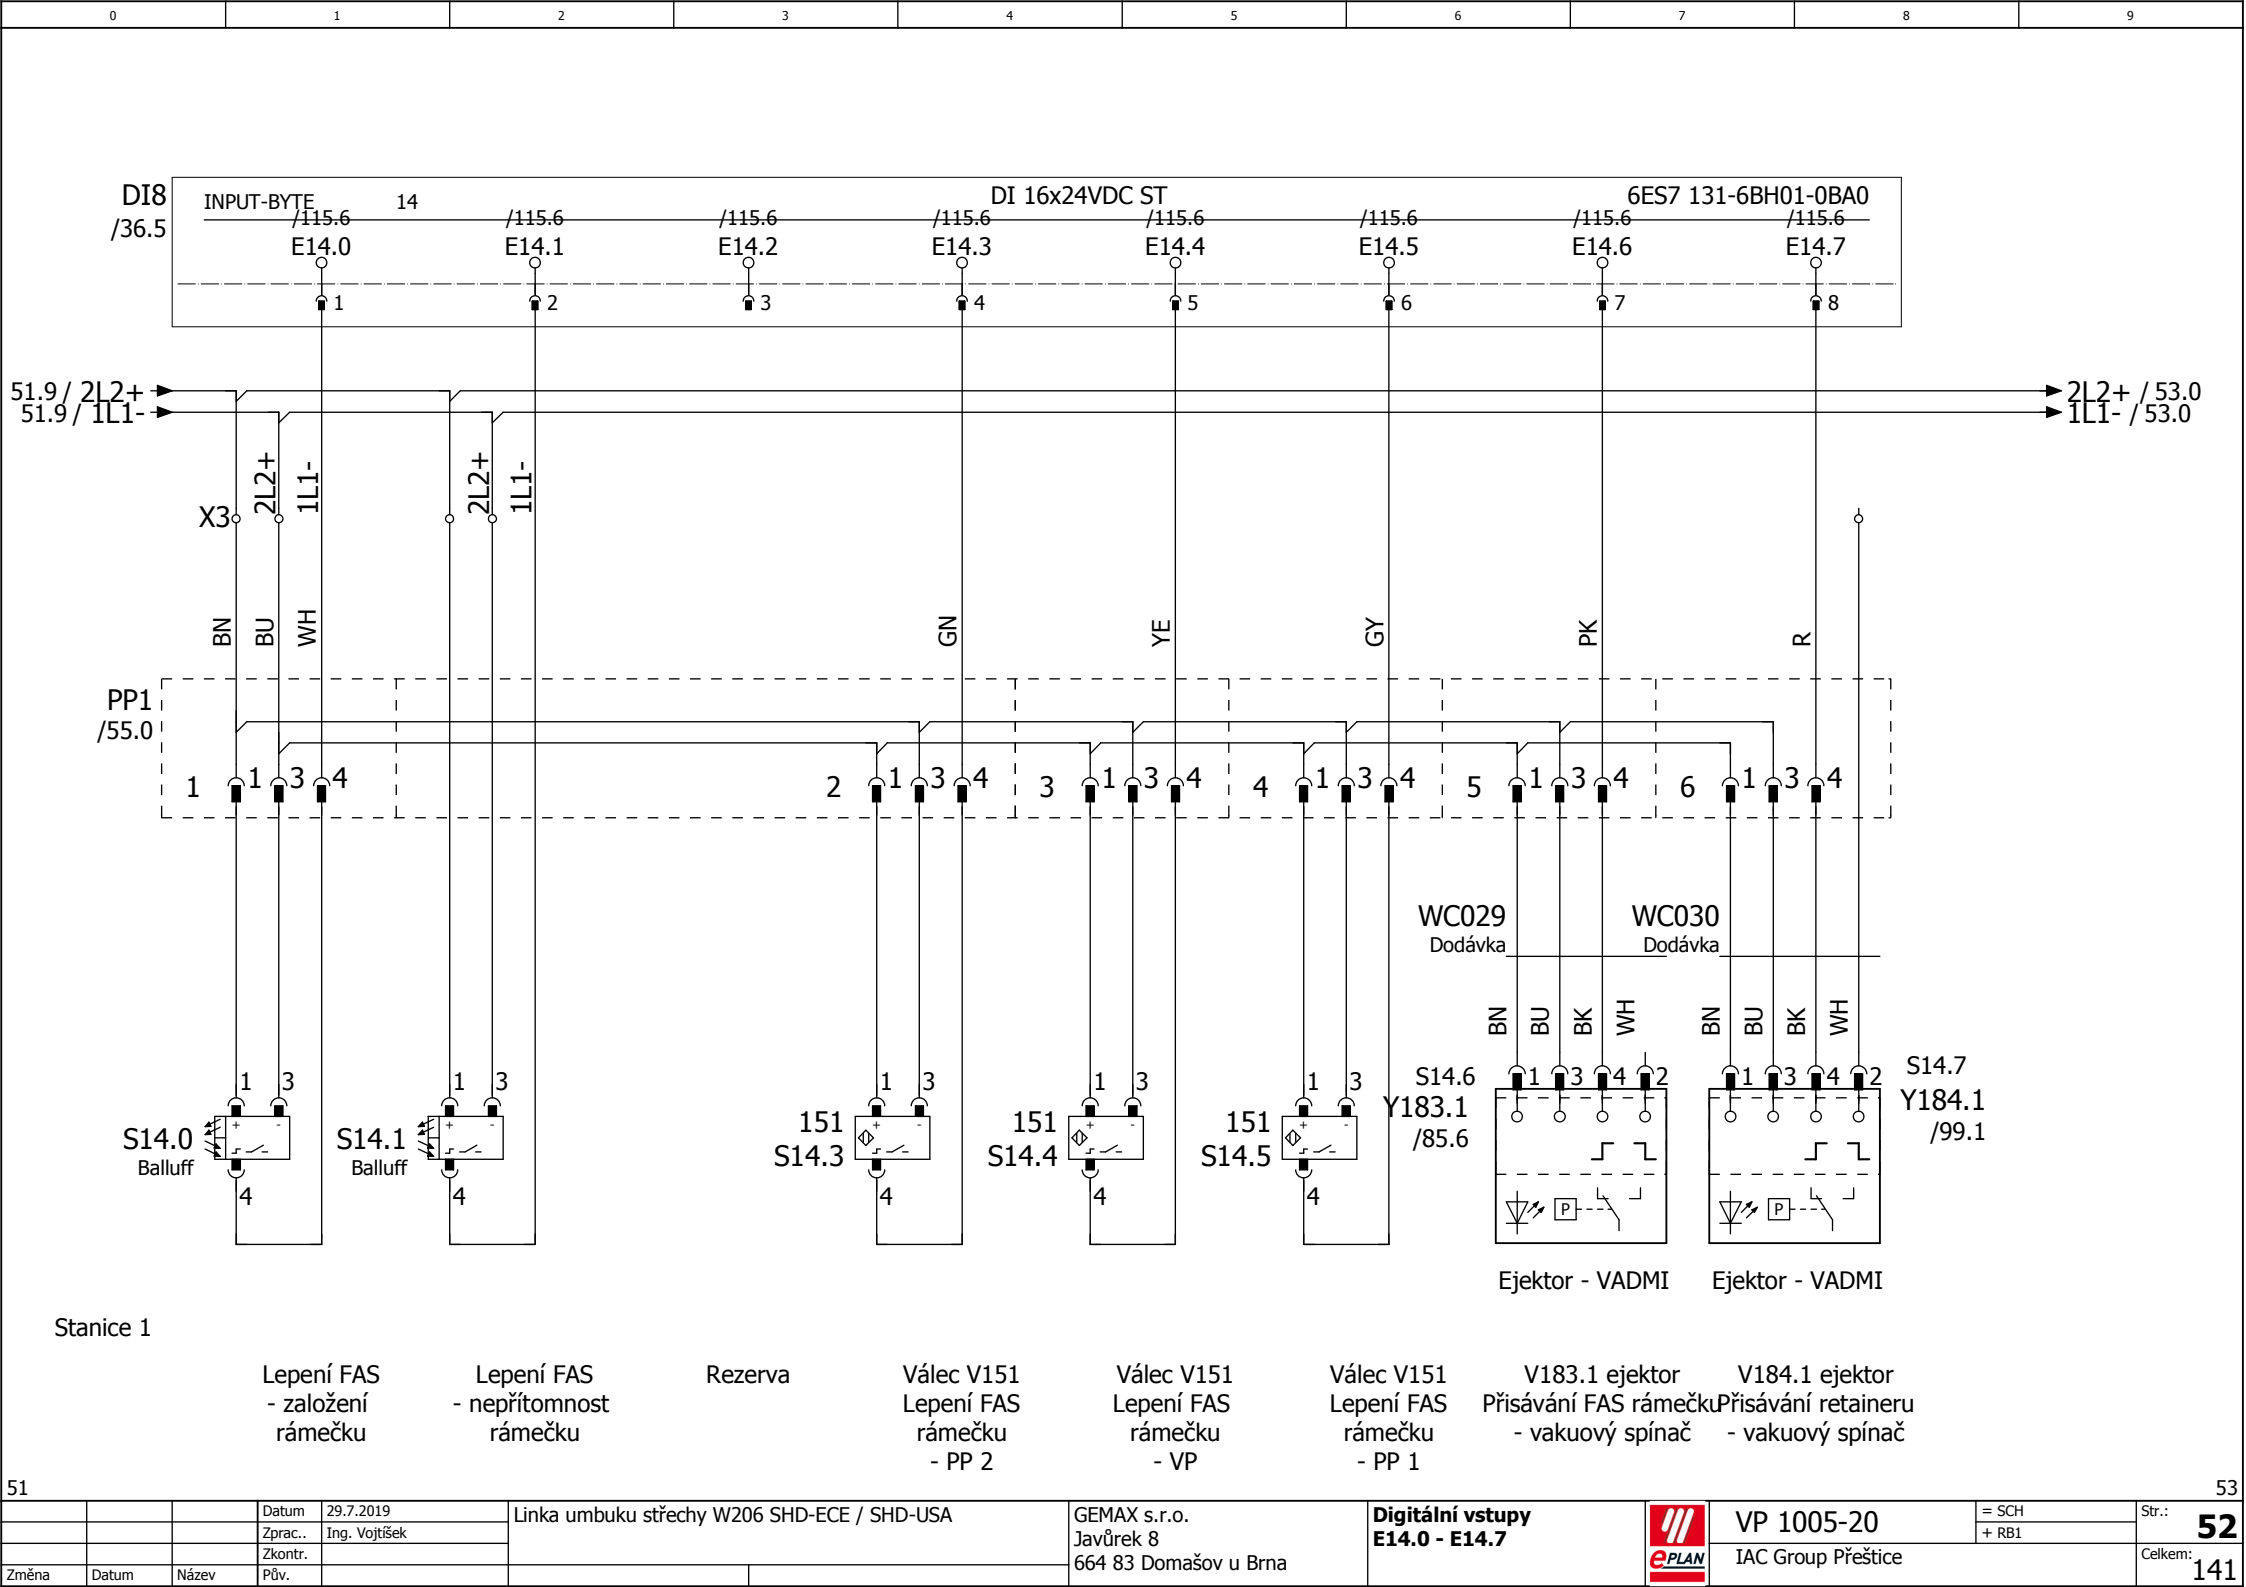 0 1 2 3 4 5 6 7 8 9
DI8
/36.5
INPUT-BYTE 14
DI 16x24VDC ST
6ES7 131-6BH01-0BA0
/115.6 /115.6 /115.6 /115.6 /115.6 /115.6 /115.6 /115.6
E14.0 E14.1 E14.2 E14.3 E14.4 E14.5 E14.6 E14.7
1 2 3 4 5 6 7 8
51.9 / 2L2+
2L2+ / 53.0
51.9 / 1L1-
1L1- / 53.0
2L2+ 1L1- 2L2+ 1L1-
X3
BN BU WH GN YE GY PK R
PP1
/55.0
1 1 3 4 2 1 3 4 3 1 3 4 4 1 3 4 5 1 3 4 6 1 3 4
WC029 WC030
Dodávka Dodávka
BN BU BK WH BN BU BK WH
1 3 1 3 1 3 1 3 1 3 S14.6 1 3 4 2 1 3 4 2 S14.7
Y183.1 Y184.1
/85.6 /99.1
+ - + - + - + - + -
S14.0 S14.1 151 151 151
Balluff Balluff S14.3 S14.4 S14.5
4 4 4 4 4
P P
Ejektor - VADMI Ejektor - VADMI
Stanice 1
Lepení FAS Lepení FAS Rezerva Válec V151 Válec V151 Válec V151 V183.1 ejektor V184.1 ejektor
- založení - nepřítomnost Lepení FAS Lepení FAS Lepení FAS Přisávání FAS rámečku Přisávání retaineru
rámečku rámečku rámečku rámečku rámečku - vakuový spínač - vakuový spínač
- PP 2 - VP - PP 1
51 53
Datum 29.7.2019
Zprac.. Ing. Vojtíšek
Zkontr.
Změna Datum Název Pův.
Linka umbuku střechy W206 SHD-ECE / SHD-USA
GEMAX s.r.o.
Javůrek 8
664 83 Domašov u Brna
Digitální vstupy
E14.0 - E14.7
ePLAN
VP 1005-20
IAC Group Přeštice
= SCH
+ RB1
Str.: 52
Celkem: 141